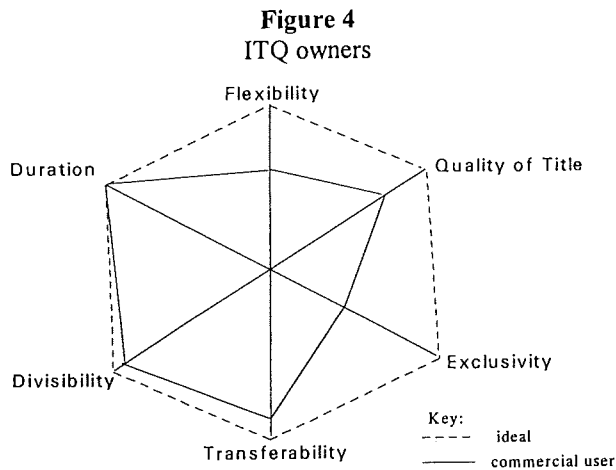 Figure 4
ITQ owners
Flexibility
Duration
Quality of Title
Divisibility
Exclusivity
Transferability
Key:
ideal
commercial user